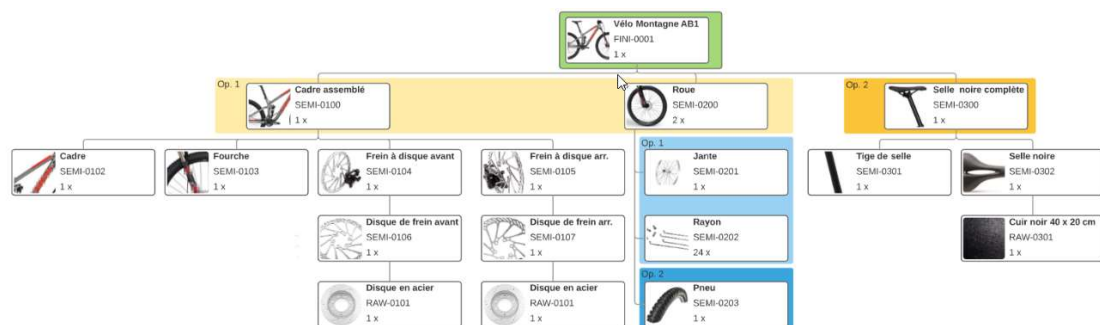 Vélo Montagne AB1
FINI-0001
1 x
Op. 1
Cadre assemblé
SEMI-0100
1 x
Roue
SEMI-0200
2 x
Op. 2
Selle noire complète
SEMI-0300
1 x
Cadre
SEMI-0102
1 x
Fourche
SEMI-0103
1 x
Frein à disque avant
SEMI-0104
1 x
Frein à disque arr.
SEMI-0105
1 x
Op. 1
Jante
SEMI-0201
1 x
Tige de selle
SEMI-0301
1 x
Selle noire
SEMI-0302
1 x
Disque de frein avant
SEMI-0106
1 x
Disque de frein arr.
SEMI-0107
1 x
Rayon
SEMI-0202
24 x
Cuir noir 40 x 20 cm
RAW-0301
1 x
Disque en acier
RAW-0101
1 x
Disque en acier
RAW-0101
1 x
Op. 2
Pneu
SEMI-0203
1 x